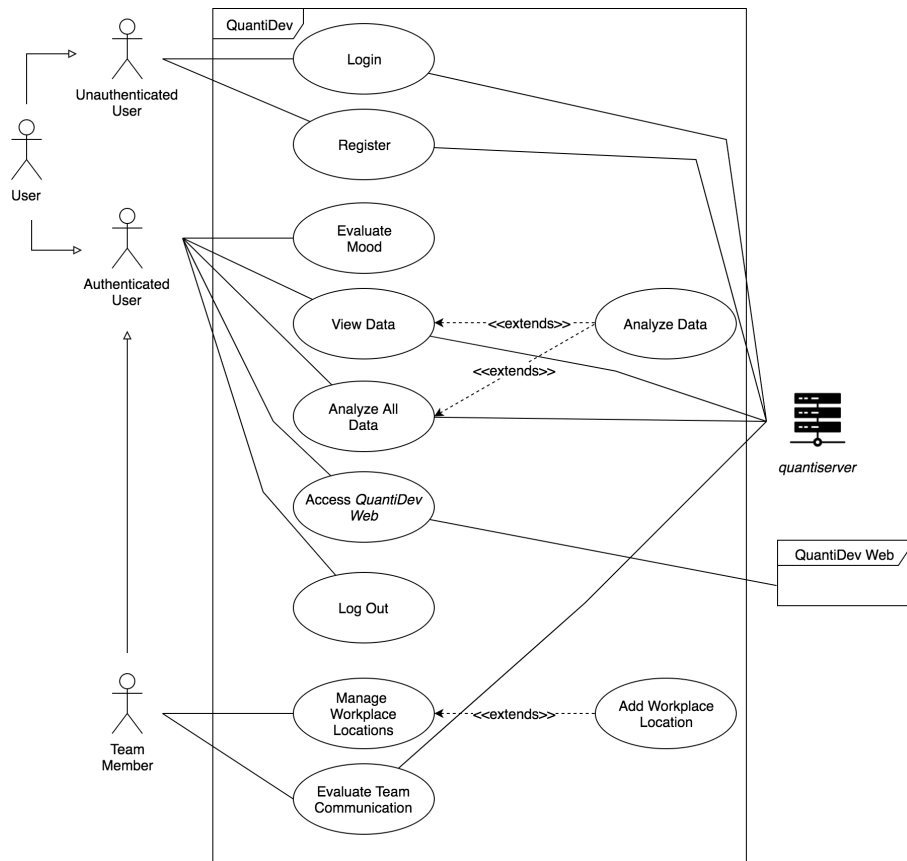 QuantiDev
Login
Unauthenticated
User
Register
User
Evaluate
Mood
Authenticated
User
View Data
<<extends>>
Analyze Data
<<extends>>
Analyze All
Data
quantiserver
Access QuantiDev
Web
QuantiDev Web
Log Out
Manage
Workplace
Locations
<<extends>>
Add Workplace
Location
Team
Member
Evaluate Team
Communication